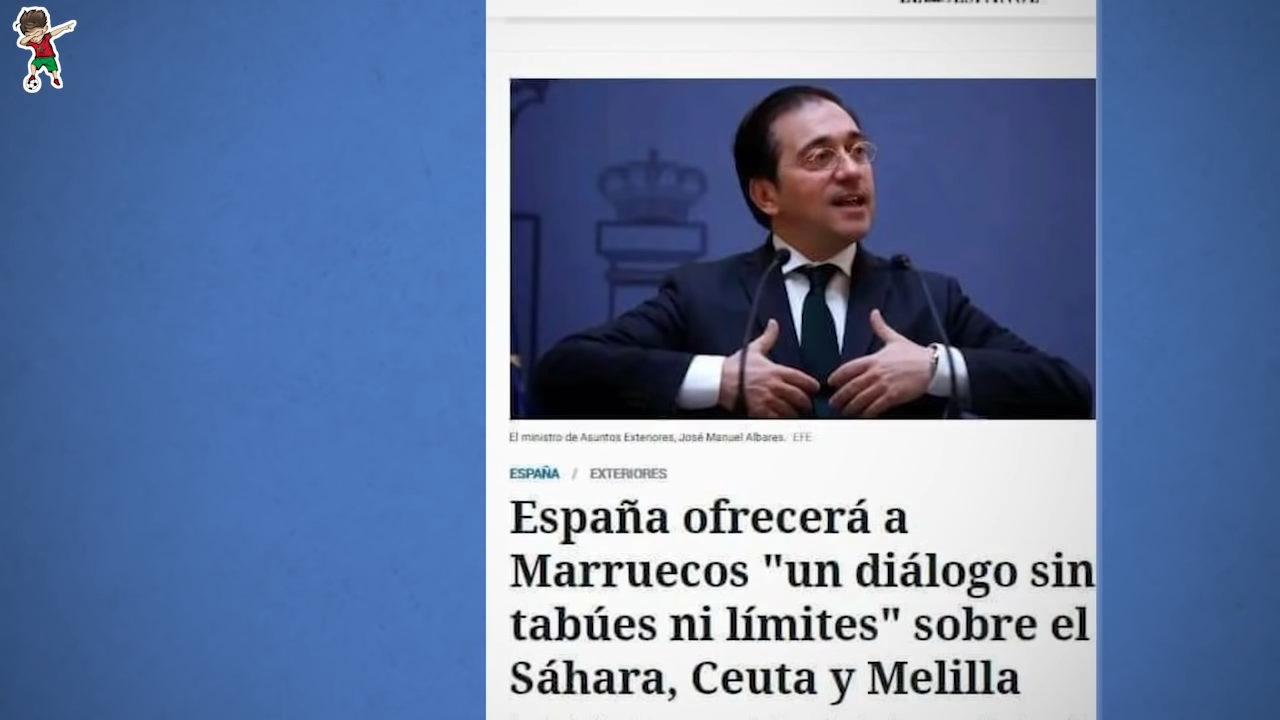 El ministro de Asuntos Exteriores, José Manuel Albares. EFE
ESPAÑA / EXTERIORES
España ofrecerá a
Marruecos "un diálogo sin
tabúes ni límites" sobre el
Sáhara, Ceuta y Melilla